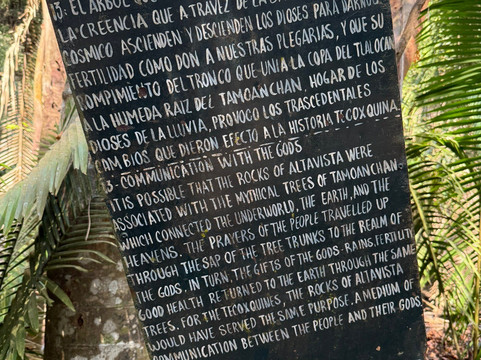 13. EL ARBOL QUE
LA CREENCIA QUE A TRAVEZ DE LA
COSMICO ASCIENDEN Y DESCIENDEN LOS DIOSES PARA DARNOS
FERTILIDAD COMO DON A NUESTRAS PLEGARIAS, Y QUE SU
ROMPIMIENTO DEL TRONCO QUE UNIA LA COPA DEL TLALOCAN
A LA HUMEDA RAIZ DEL TAMOANCHAN, HOGAR DE LOS
DIOSES DE LA LLUVIA, PROVOCO LOS TRASCEDENTALES
CAMBIOS QUE DIERON EFECTO A LA HISTORIA TECOXQUINA.
13- COMMUNICATION WITH THE GODS
IT IS POSSIBLE THAT THE ROCKS OF ALTAVISTA WERE
ASSOCIATED WITH THE MYTHICAL TREES OF TAMOANCHAN
WHICH CONNECTED THE UNDERWORLD, THE EARTH, AND THE
HEAVENS. THE PRAYERS OF THE PEOPLE TRAVELLED UP
THROUGH THE SAP OF THE TREE TRUNKS TO THE REALM OF
THE GODS. IN TURN, THE GIFTS OF THE GODS-RAINS, FERTILITY
GOOD HEALTH RETURNED TO THE EARTH THROUGH THE SAME
TREES. FOR THE TECOXQUINES, THE ROCKS OF ALTAVISTA
WOULD HAVE SERVED THE SAME PURPOSE. A MEDIUM OF
COMMUNICATION BETWEEN THE PEOPLE AND THEIR GODS.